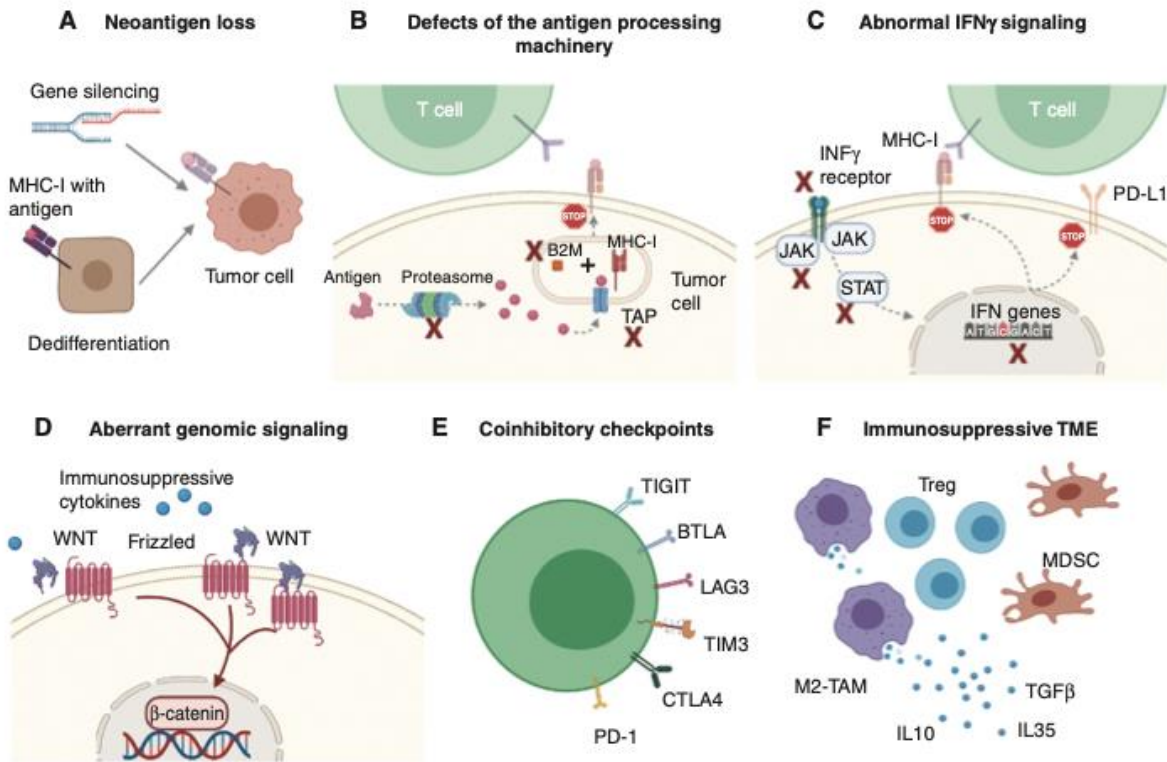 A Neoantigen loss
Gene silencing
MHC-I with
antigen
Tumor cell
Dedifferentiation
B Defects of the antigen processing
machinery
T cell
STOP
B2M
MHC-I
Antigen
Proteasome
Tumor
cell
TAP
C Abnormal IFNγ signaling
T cell
MHC-I
INFγ
receptor
PD-L1
STOP
STOP
JAK
JAK
STAT
IFN genes
ATGCGACT
D Aberrant genomic signaling
Immunosuppressive
cytokines
WNT
Frizzled
WNT
β-catenin
E Coinhibitory checkpoints
TIGIT
BTLA
LAG3
TIM3
CTLA4
PD-1
F Immunosuppressive TME
Treg
MDSC
M2-TAM
TGFβ
IL10
IL35